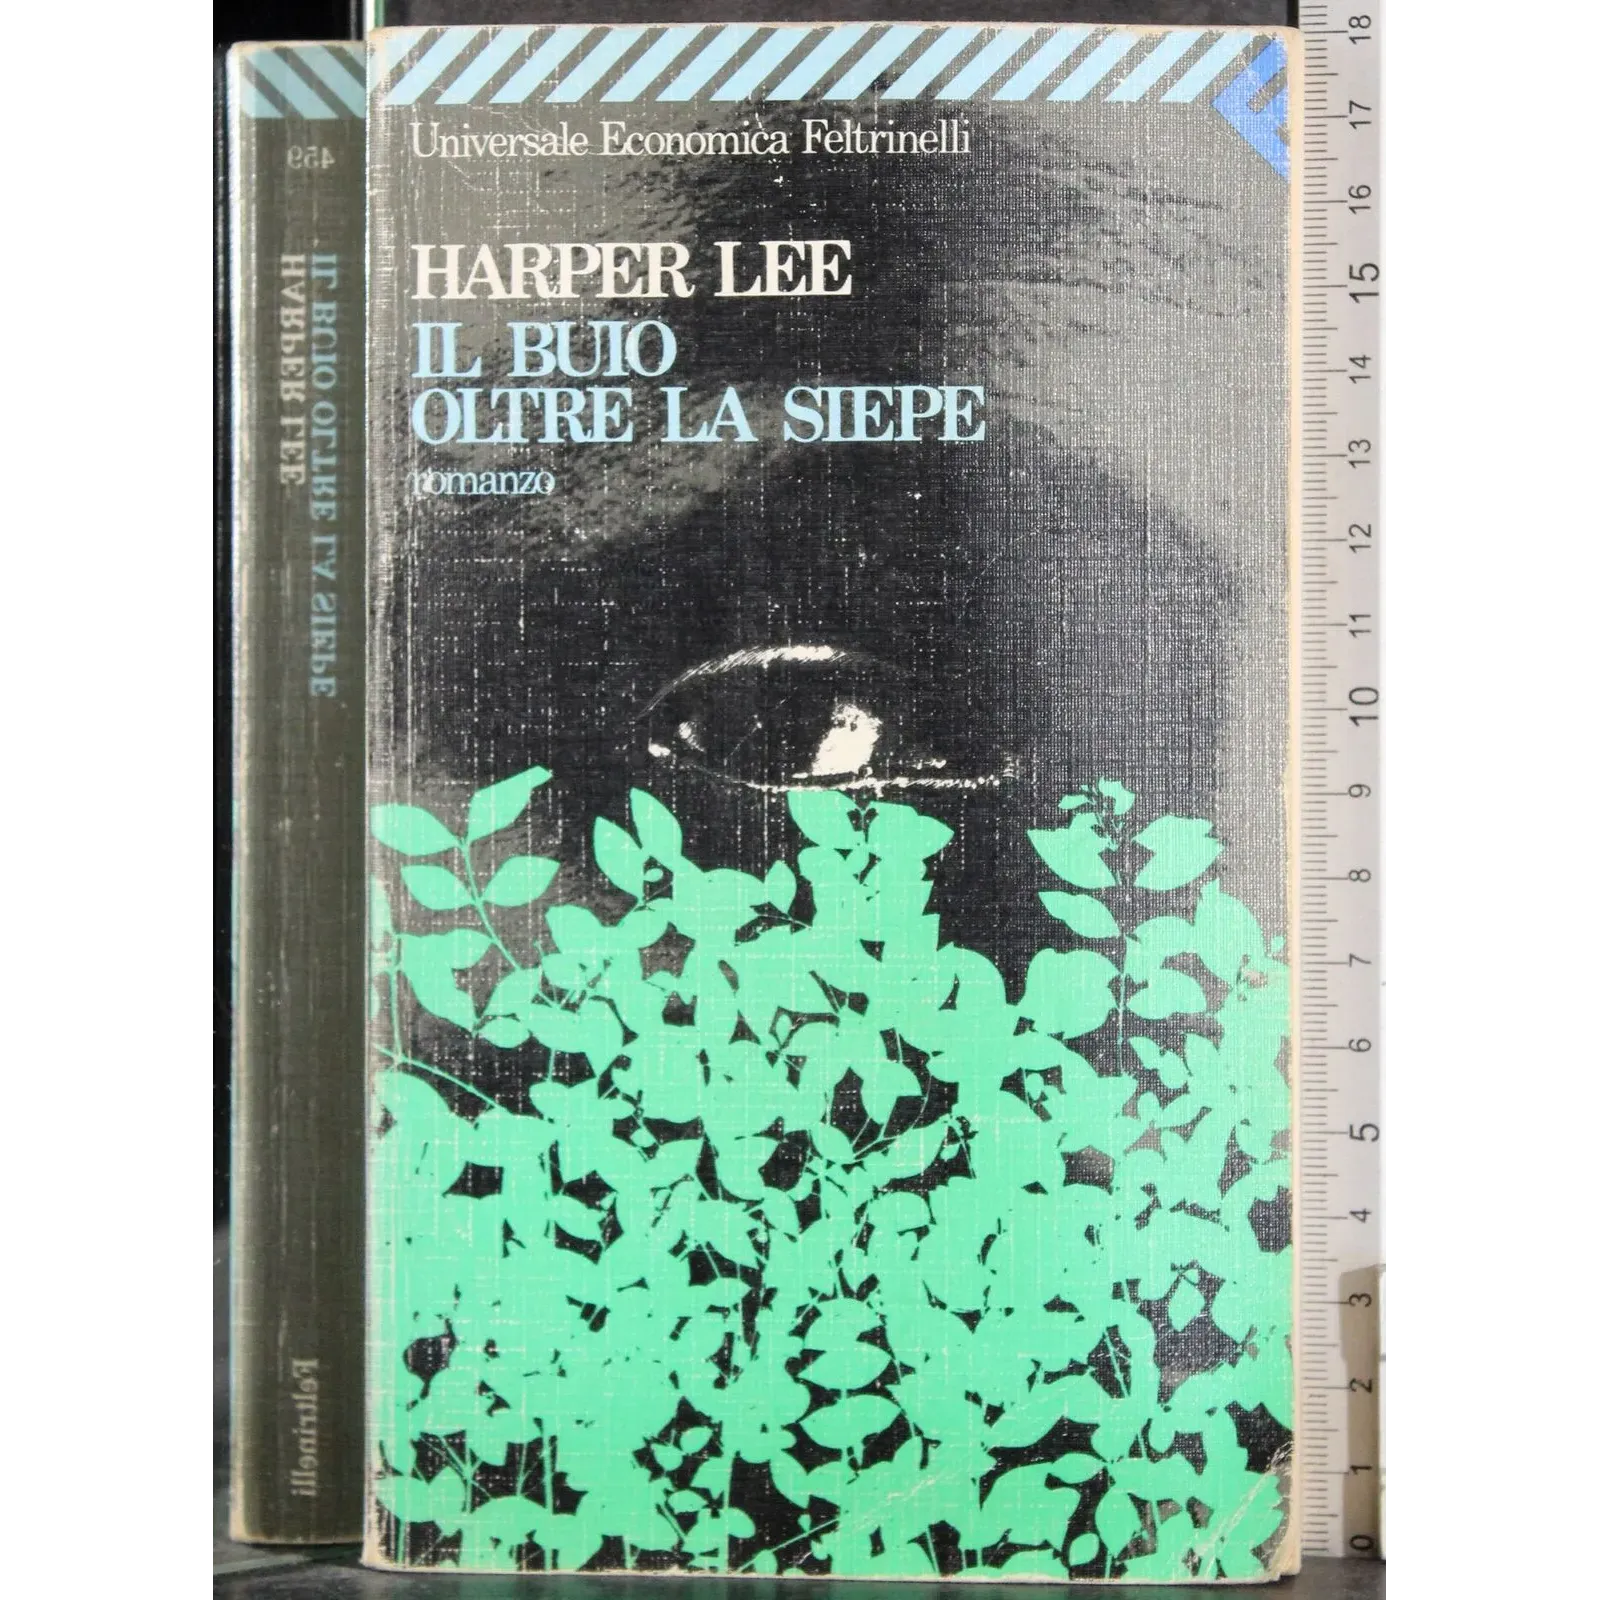 Universale Economica Feltrinelli
HARPER LEE
IL BUIO
OLTRE LA SIEPE
romanzo
459
HARPER LEE
IL BUIO OLTRE LA SIEPE
Feltrinelli
18
17
16
15
14
13
12
11
10
9
8
7
6
5
4
3
2
1
0